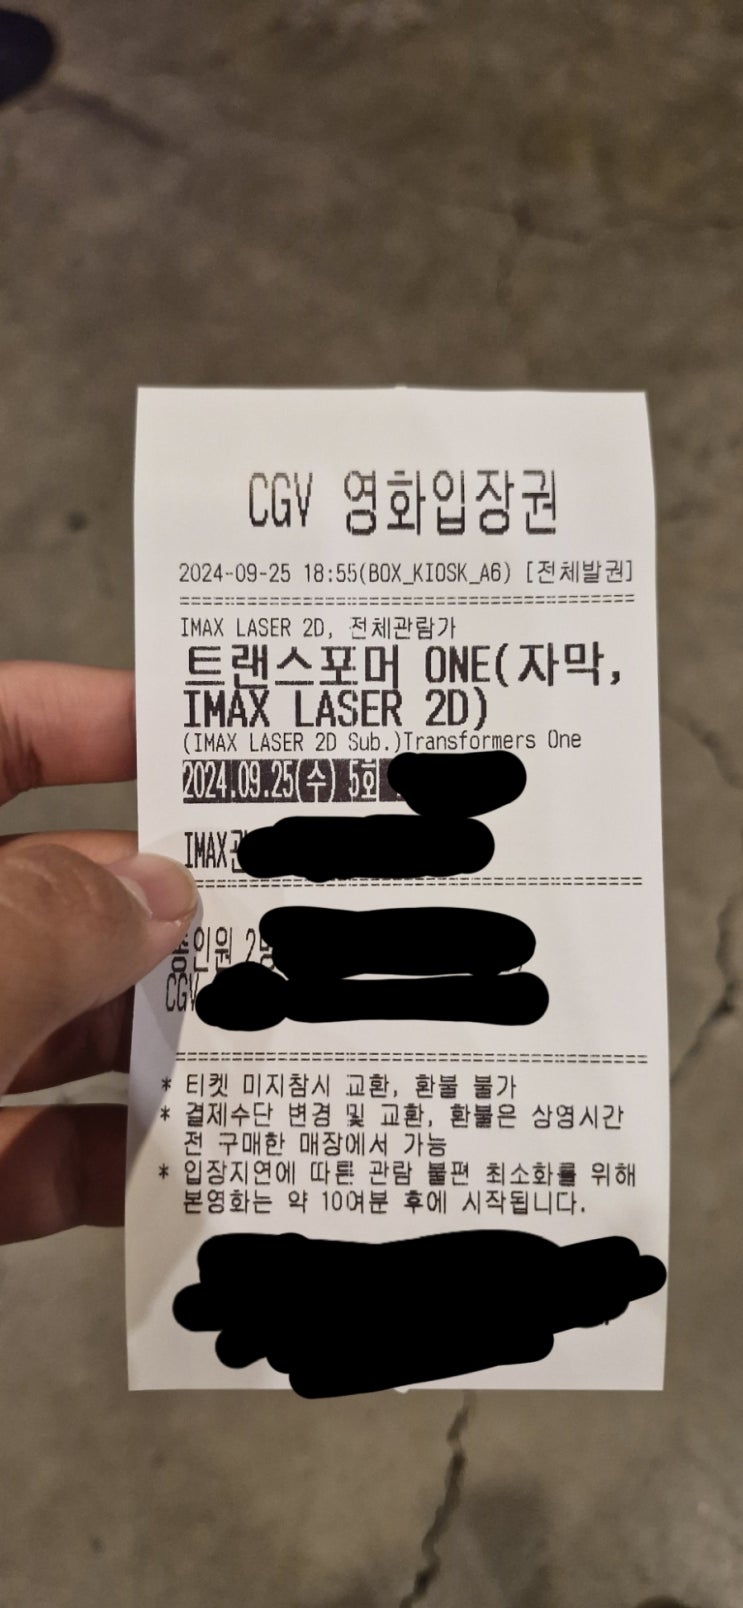 CGV 영화입장권
2024-09-25 18:55(BOX_KIOSK_A6) [전체발권]
IMAX LASER 2D, 전체관람가
트랜스포머 ONE(자막,
IMAX LASER 2D)
(IMAX LASER 2D Sub.)Transformers One
2024.09.25(수) 5회
IMAX관
총인원 2명
CGV
* 티켓 미지참시 교환, 환불 불가
* 결제수단 변경 및 교환, 환불은 상영시간
전 구매한 매장에서 가능
* 입장지연에 따른 관람 불편 최소화를 위해
본영화는 약 10여분 후에 시작됩니다.